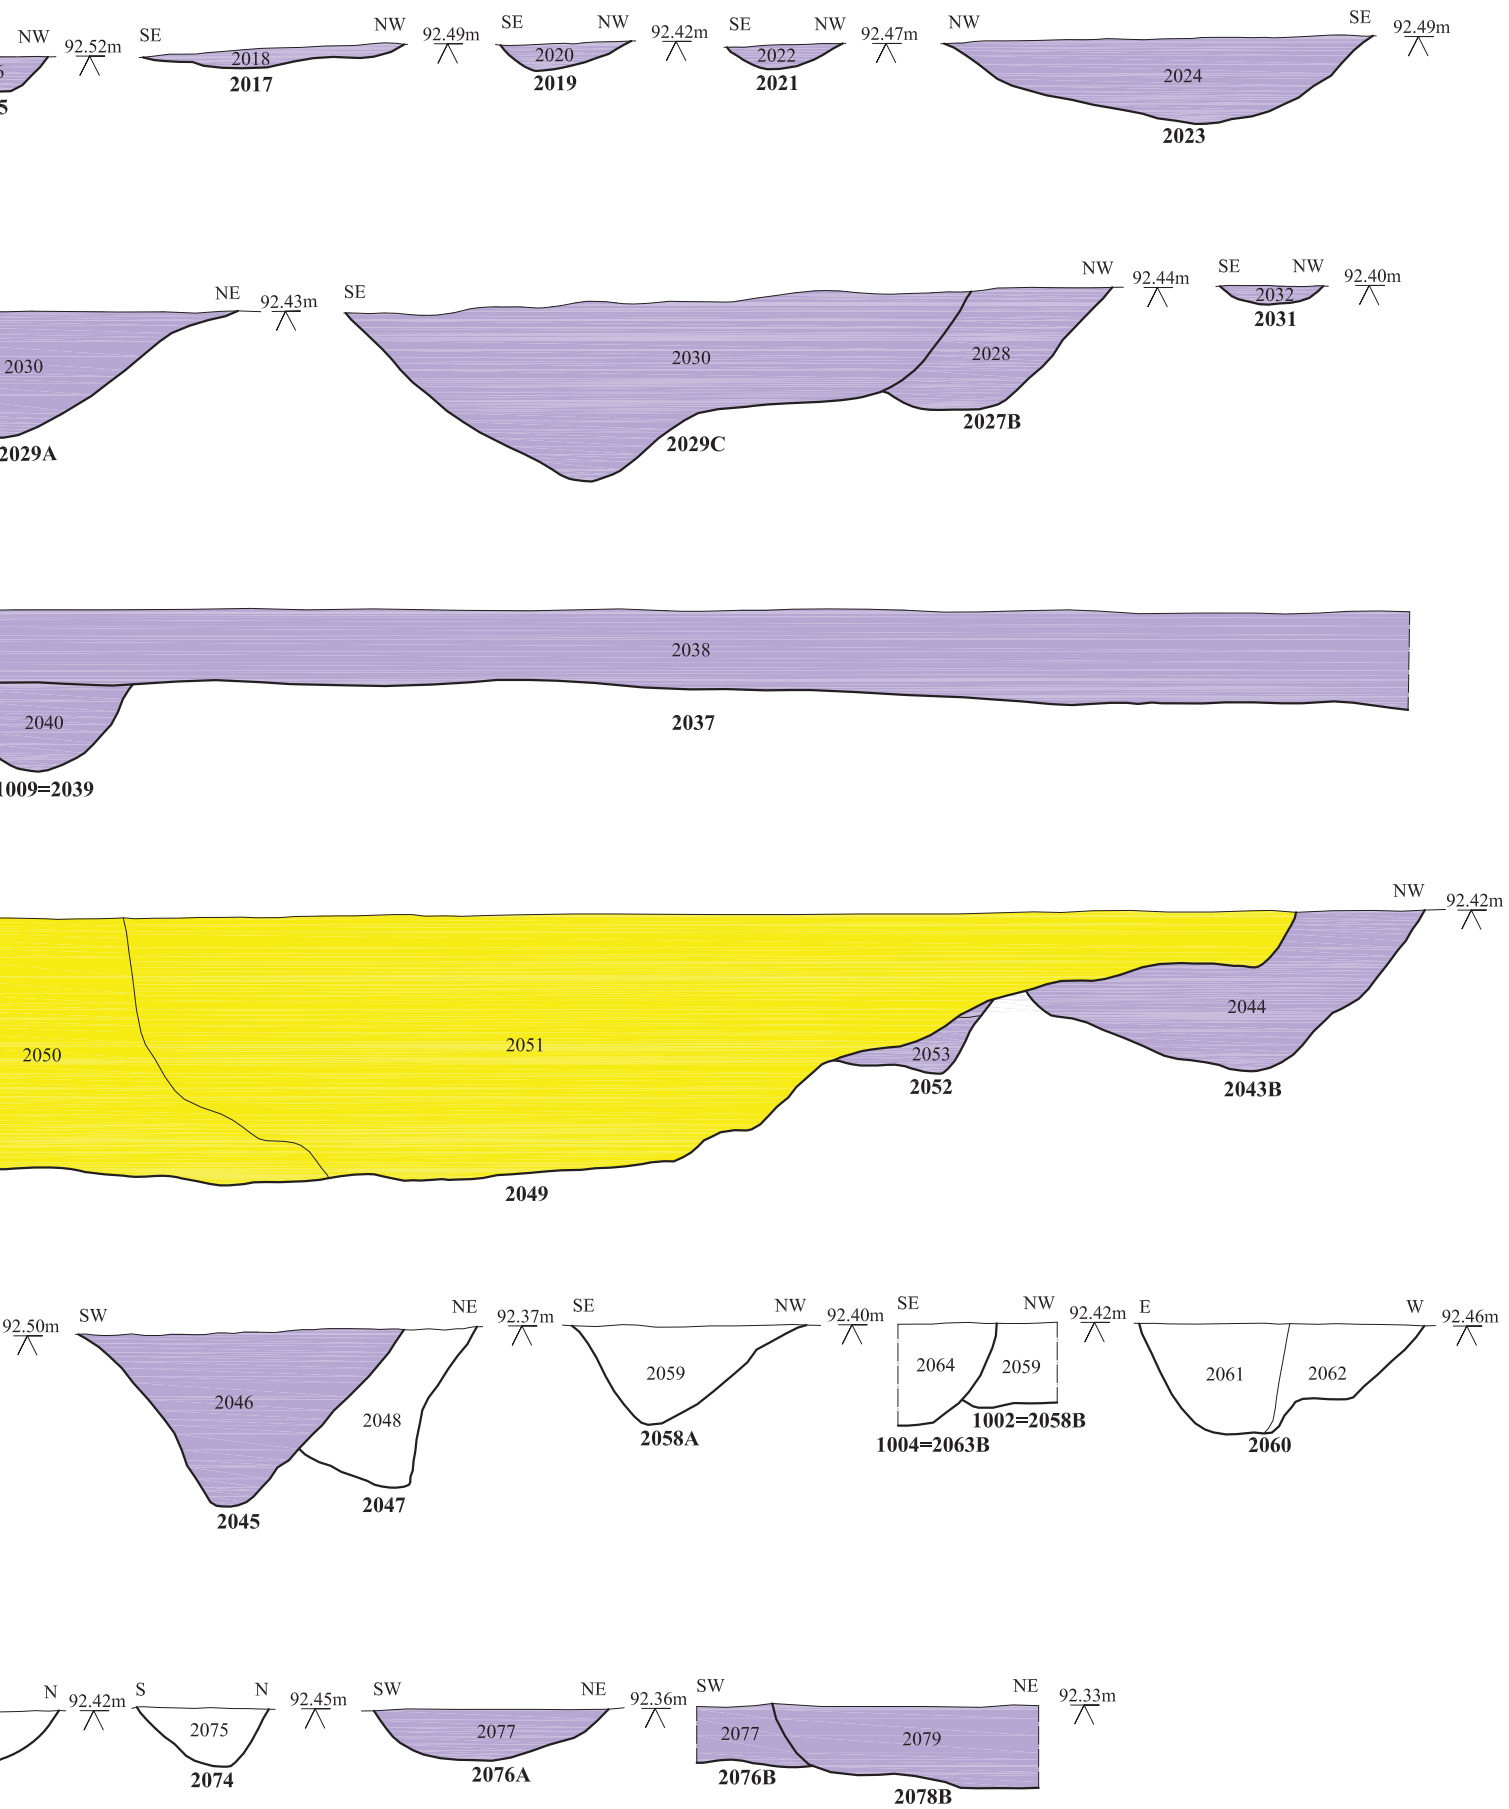 NW 92.52m SE NW 92.49m SE NW 92.42m SE NW 92.47m NW SE 92.49m
2018 2020 2022 2024
2017 2019 2021 2023
NE 92.43m SE NW 92.44m SE NW 92.40m
2030 2030 2028 2032
2029A 2029C 2027B 2031
2038
2040 2037
1009=2039
NW 92.42m
2050 2051 2053 2044
2049 2052 2043B
92.50m SW NE 92.37m SE NW 92.40m SE NW 92.42m E W 92.46m
2046 2048 2059 2064 2059 2061 2062
2045 2047 2058A 1004=2063B 1002=2058B 2060
N 92.42m S N 92.45m SW NE 92.36m SW NE 92.33m
2075 2077 2077 2079
2074 2076A 2076B 2078B